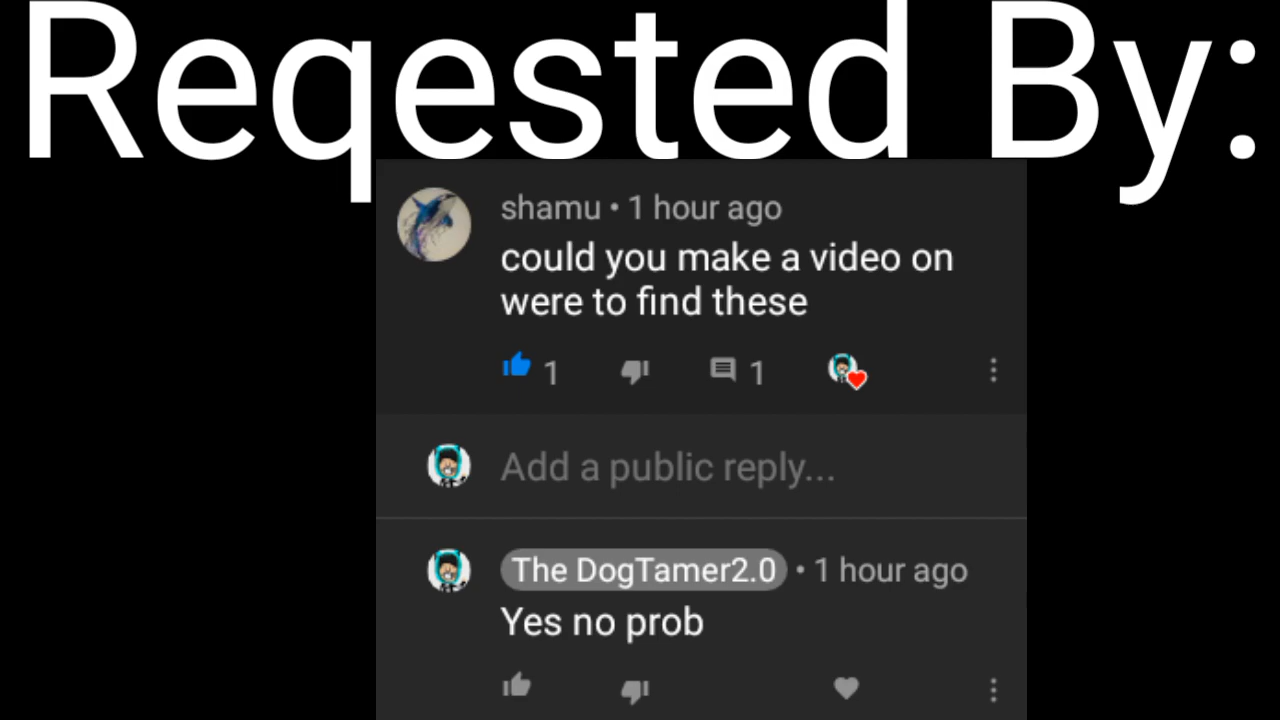 Reqested By:
shamu • 1 hour ago
could you make a video on
were to find these
1 1
Add a public reply...
The DogTamer2.0 • 1 hour ago
Yes no prob